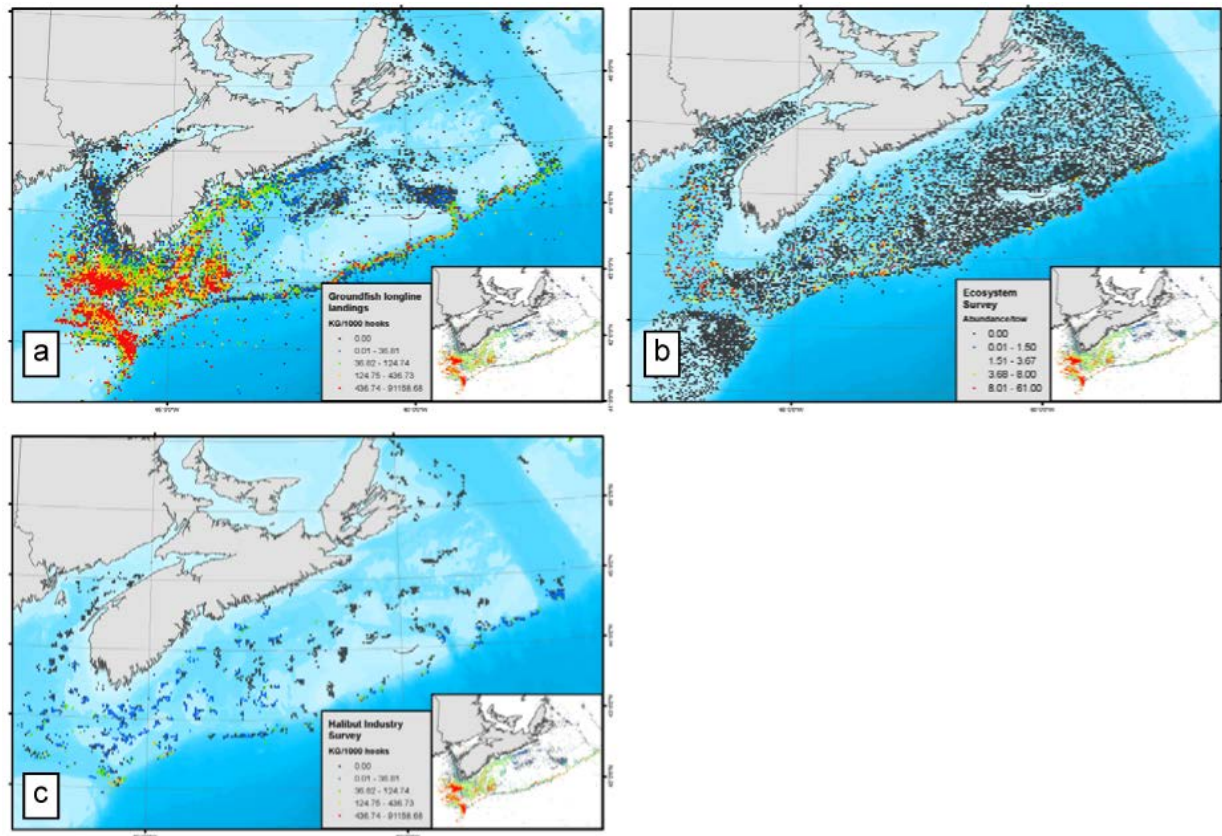 a
Groundfish longline
landings
KG/1000 hooks
0.00
0.01 - 36.81
36.82 - 124.74
124.75 - 436.73
436.74 - 91158.68
b
Ecosystem
Survey
Abundance/tow
0.00
0.01 - 1.50
1.51 - 3.67
3.68 - 8.00
8.01 - 61.00
c
Halibut Industry
Survey
KG/1000 hooks
0.00
0.01 - 36.81
36.82 - 124.74
124.75 - 436.73
436.74 - 91158.68